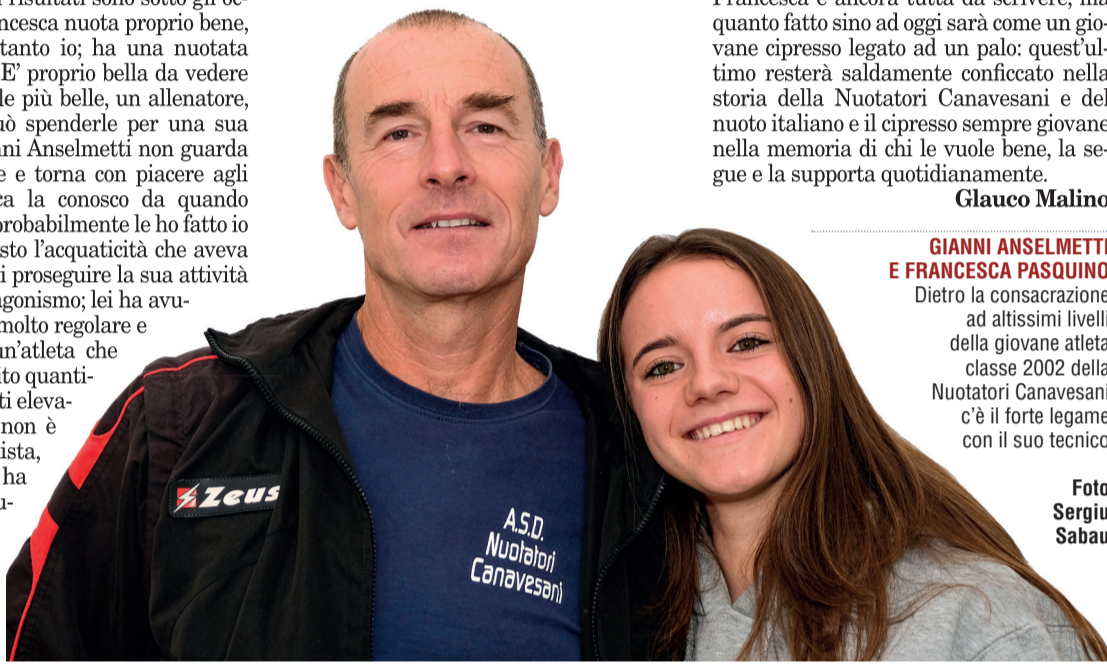 ncesca nuota proprio bene,
tanto io; ha una nuotata
E' proprio bella da vedere
le più belle, un allenatore,
uò spenderle per una sua
nni Anselmetti non guarda
e e torna con piacere agli
ca la conosco da quando
probabilmente le ho fatto io
sto l'acquaticità che aveva
i proseguire la sua attività
agonismo; lei ha avu-
molto regolare e
un'atleta che
ito quanti-
ti eleva-
non è
ista,
ha
u-
Zeus
A.S.D.
Nuotatori
Canavesani
Francesca è ancora tutta da scrivere, ma
quanto fatto sino ad oggi sarà come un gio-
vane cipresso legato ad un palo: quest'ul-
timo resterà saldamente conficcato nella
storia della Nuotatori Canavesani e del
nuoto italiano e il cipresso sempre giovane
nella memoria di chi le vuole bene, la se-
gue e la supporta quotidianamente.
Glauco Malino
GIANNI ANSELMETTI
E FRANCESCA PASQUINO
Dietro la consacrazione
ad altissimi livelli
della giovane atleta
classe 2002 della
Nuotatori Canavesani
c'è il forte legame
con il suo tecnico
Foto
Sergiu
Sabau